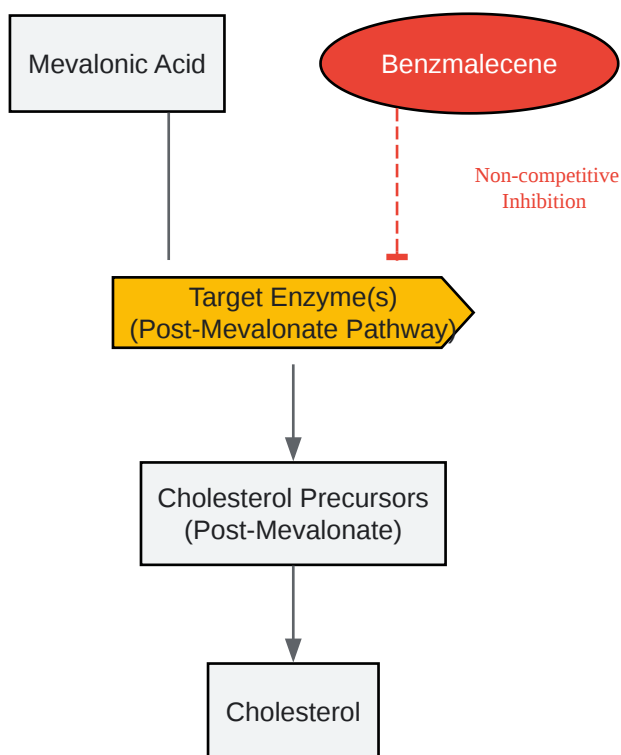 Mevalonic Acid
Benzmalecene
Non-competitive
Inhibition
Target Enzyme(s)
(Post-Mevalonate Pathway)
Cholesterol Precursors
(Post-Mevalonate)
Cholesterol